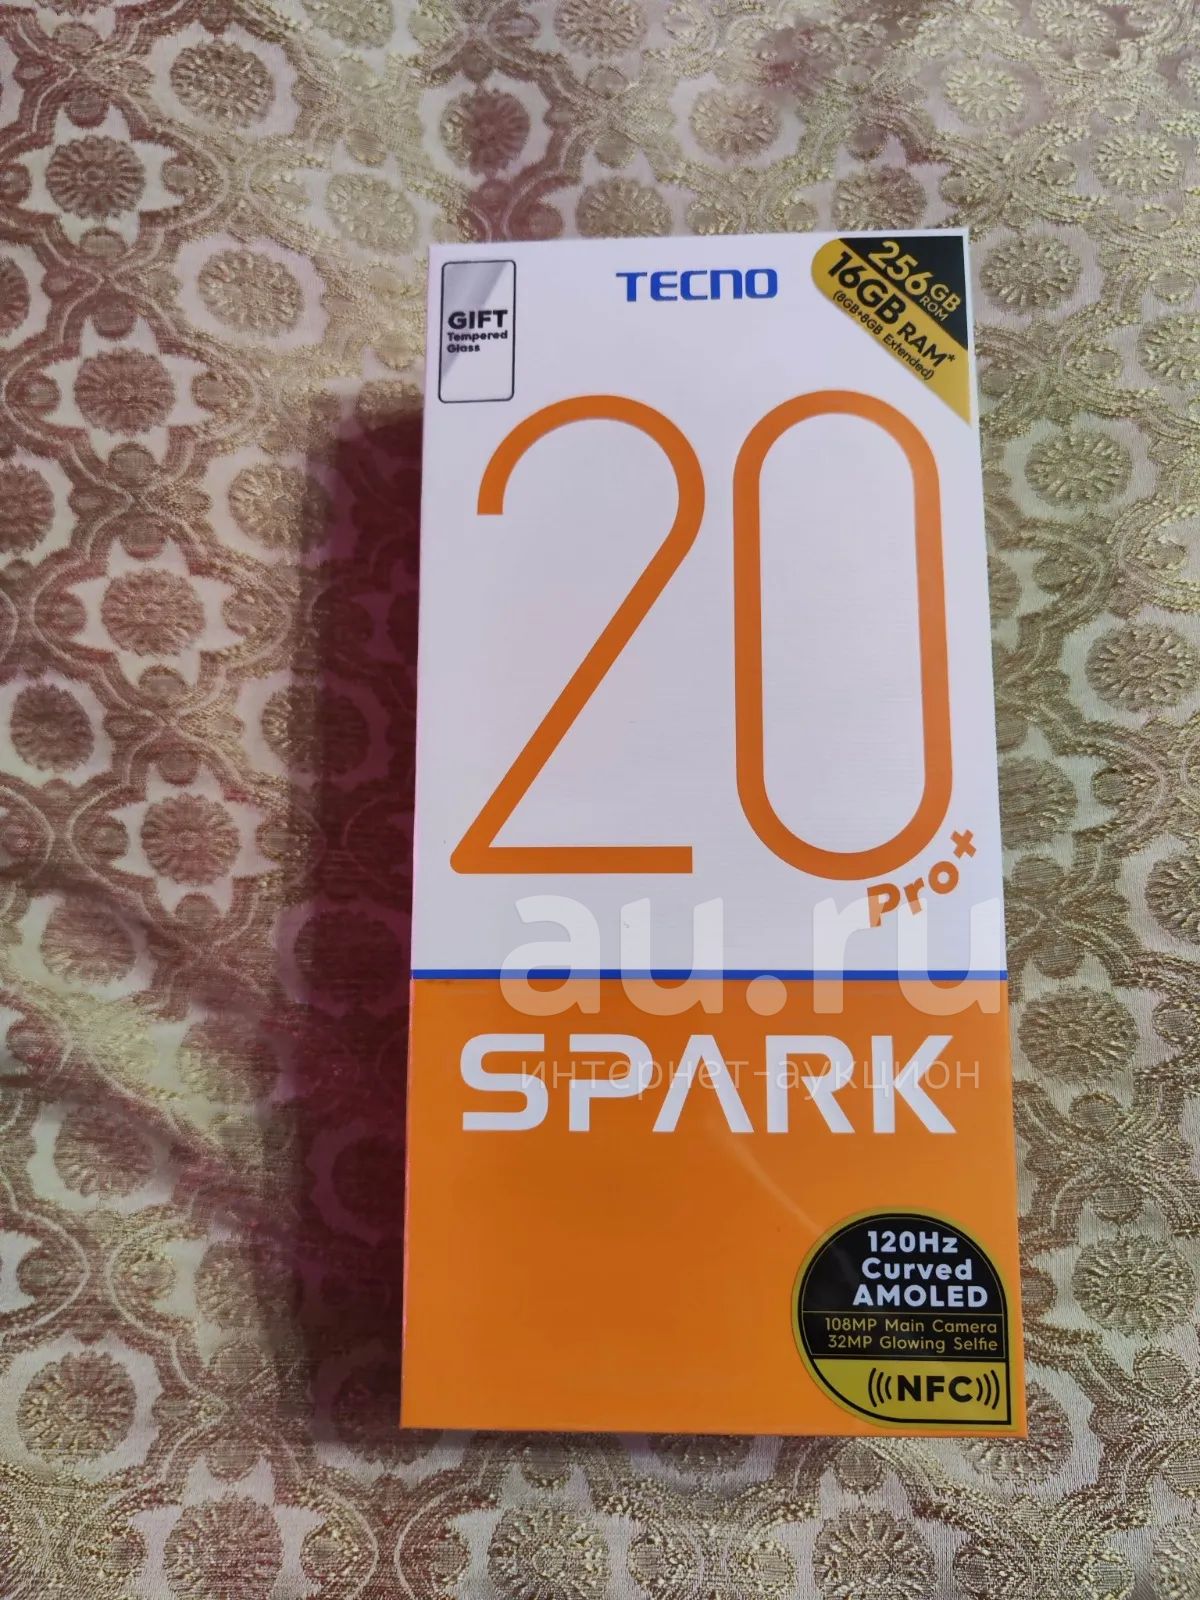 GIFT
Tempered
Glass
TECNO
256GB
ROM
16GB RAM*
(8GB+8GB Extended)
20
Pro+
au.ru
SPARK
интернет-аукцион
120Hz
Curved
AMOLED
108MP Main Camera
32MP Glowing Selfie
(((NFC)))